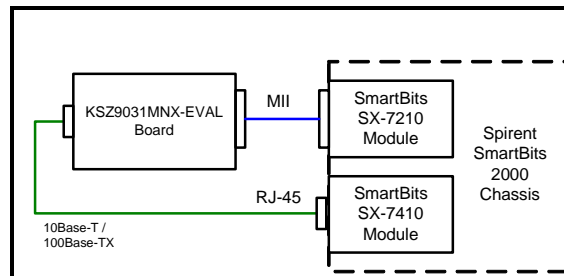 KSZ9031MNX-EVAL
Board
MII
SmartBits
SX-7210
Module
Spirent
SmartBits
2000
Chassis
RJ-45
SmartBits
SX-7410
Module
10Base-T /
100Base-TX